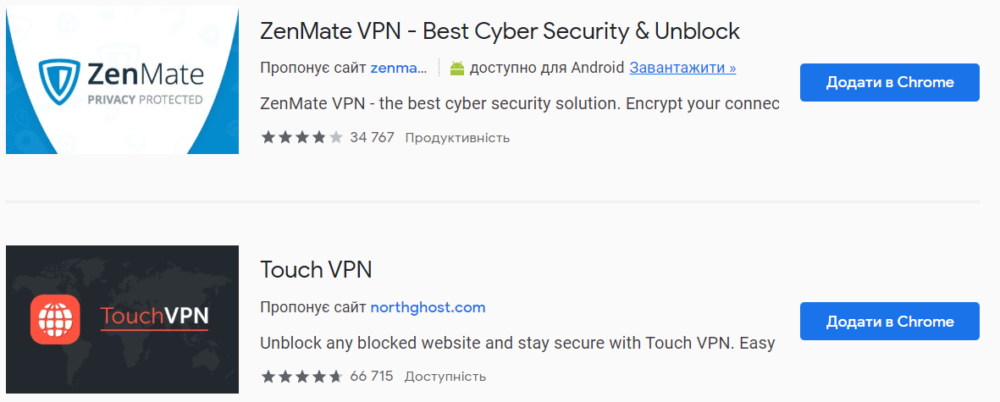 ZenMate
PRIVACY PROTECTED
ZenMate VPN - Best Cyber Security & Unblock
Пропонує сайт zenma... доступно для Android Завантажити »
ZenMate VPN - the best cyber security solution. Encrypt your connec
34 767 Продуктивність
Додати в Chrome
TouchVPN
Touch VPN
Пропонує сайт northghost.com
Unblock any blocked website and stay secure with Touch VPN. Easy
66 715 Доступність
Додати в Chrome